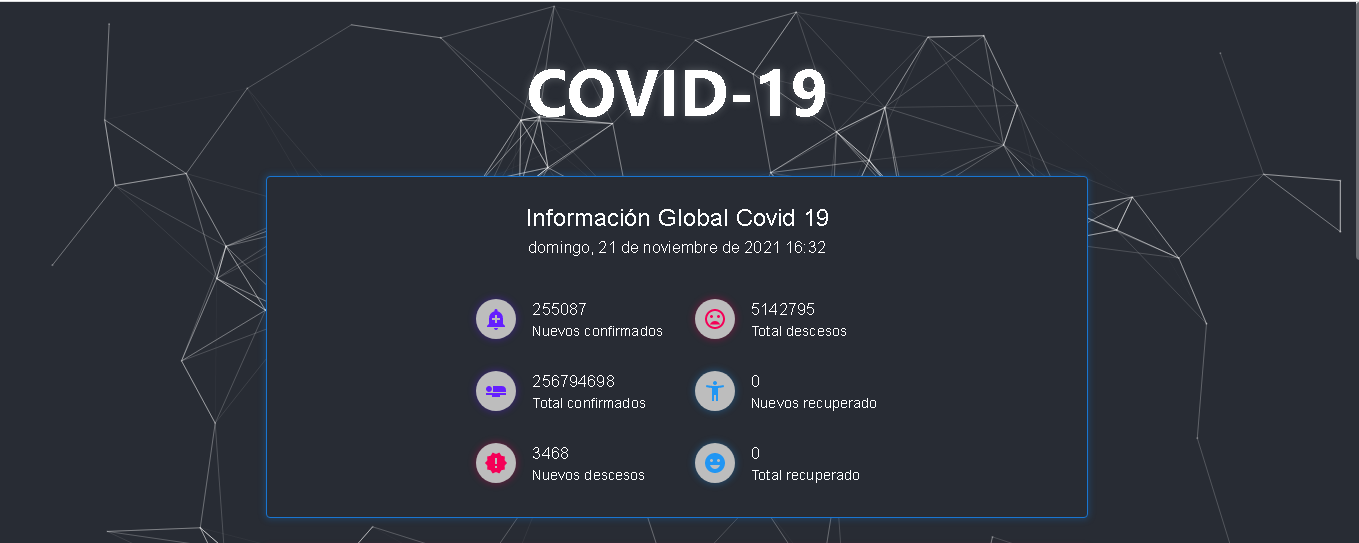 COVID-19
Información Global Covid 19
domingo, 21 de noviembre de 2021 16:32
255087
Nuevos confirmados
5142795
Total descesos
256794698
Total confirmados
0
Nuevos recuperado
3468
Nuevos descesos
0
Total recuperado